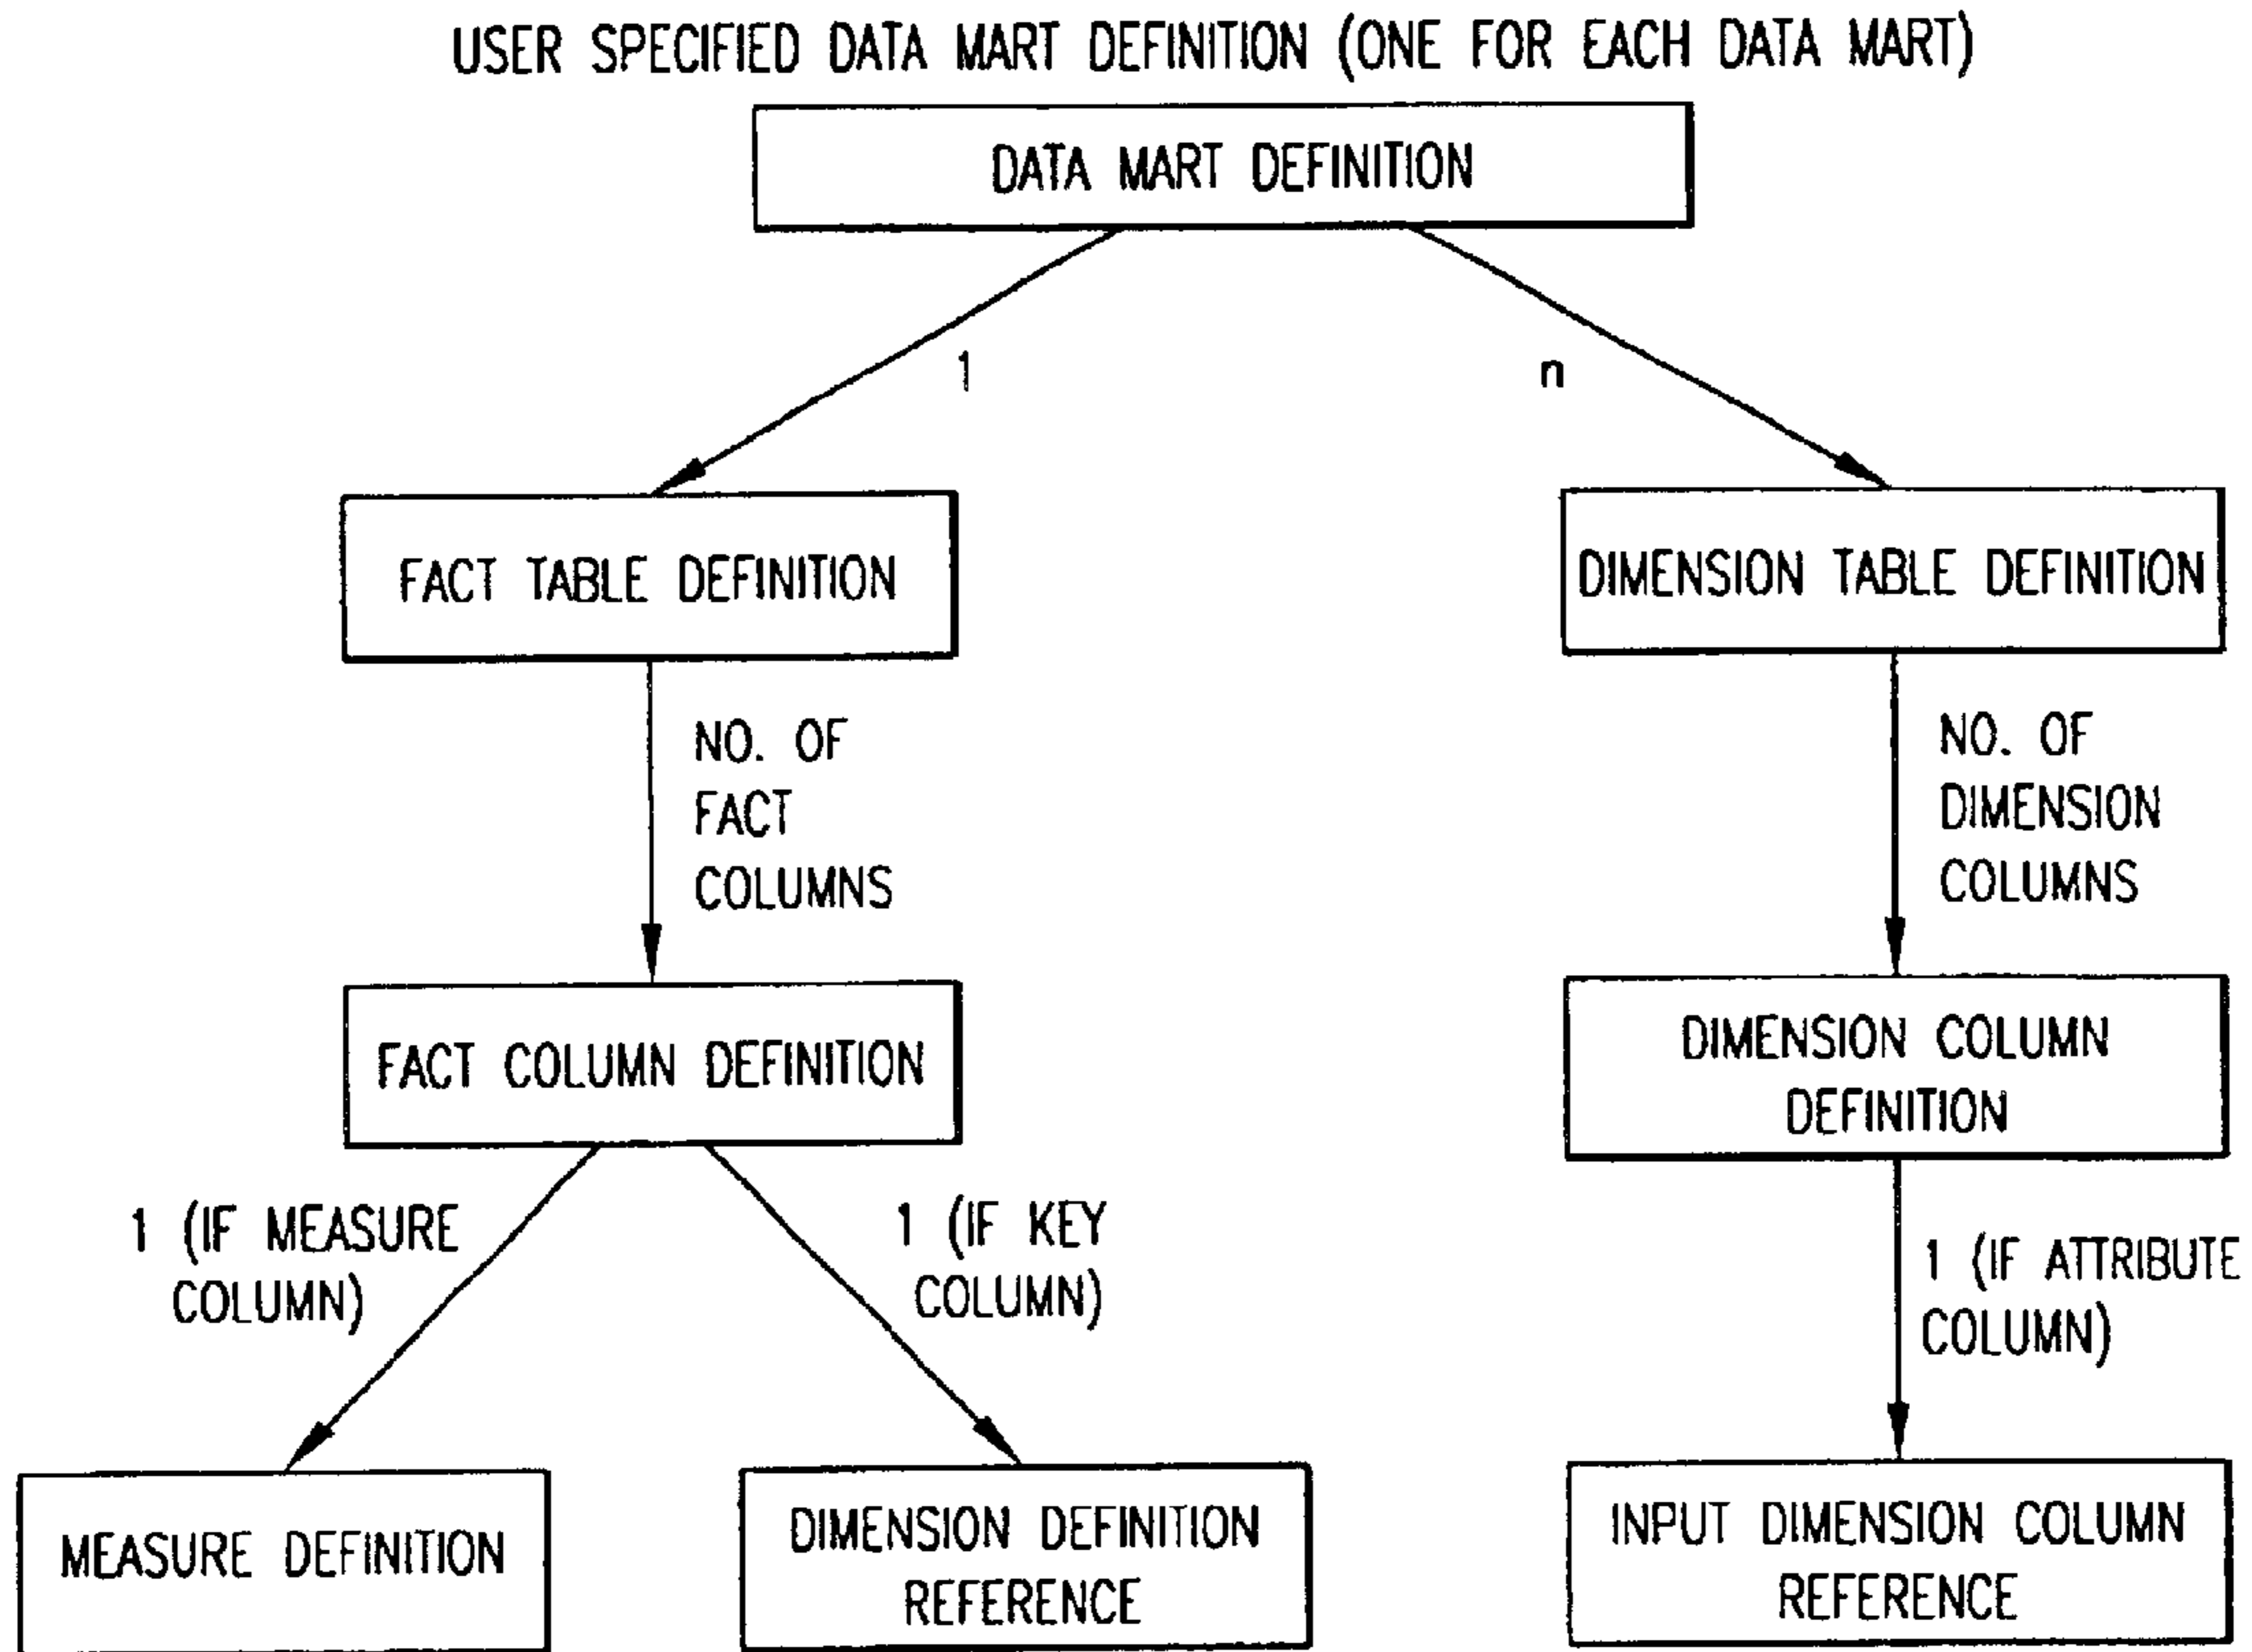 USER SPECIFIED DATA MART DEFINITION (ONE FOR EACH DATA MART)
DATA MART DEFINITION
1
n
FACT TABLE DEFINITION
DIMENSION TABLE DEFINITION
NO. OF
FACT
COLUMNS
NO. OF
DIMENSION
COLUMNS
FACT COLUMN DEFINITION
DIMENSION COLUMN
DEFINITION
1 (IF MEASURE
COLUMN)
1 (IF KEY
COLUMN)
1 (IF ATTRIBUTE
COLUMN)
MEASURE DEFINITION
DIMENSION DEFINITION
REFERENCE
INPUT DIMENSION COLUMN
REFERENCE